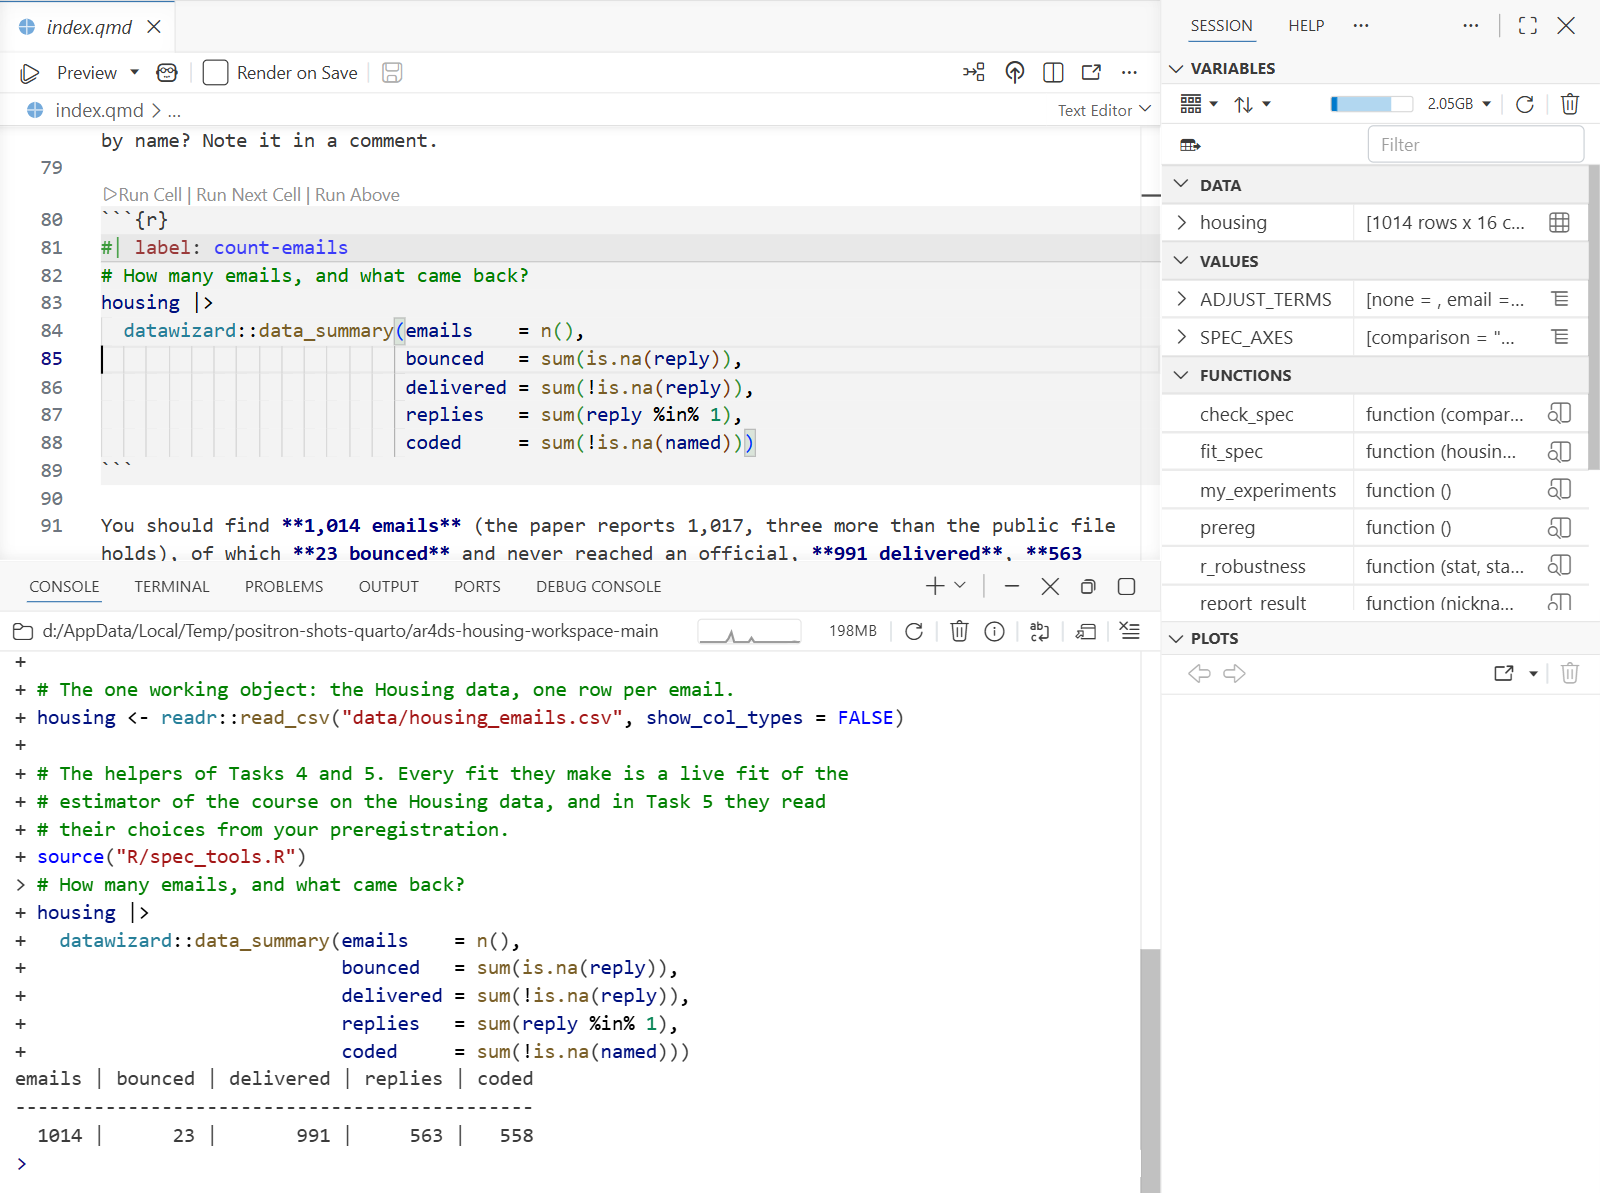 index.qmd
Preview
Render on Save
index.qmd > ...
Text Editor
by name? Note it in a comment.
79
Run Cell | Run Next Cell | Run Above
80 ```{r}
81 #| label: count-emails
82 # How many emails, and what came back?
83 housing |>
84   datawizard::data_summary(emails    = n(),
85                            bounced   = sum(is.na(reply)),
86                            delivered = sum(!is.na(reply)),
87                            replies   = sum(reply %in% 1),
88                            coded     = sum(!is.na(named)))
89 ```
90
91 You should find **1,014 emails** (the paper reports 1,017, three more than the public file
holds), of which **23 bounced** and never reached an official, **991 delivered**, **563
CONSOLE TERMINAL PROBLEMS OUTPUT PORTS DEBUG CONSOLE
d:/AppData/Local/Temp/positron-shots-quarto/ar4ds-housing-workspace-main
198MB
+
+ # The one working object: the Housing data, one row per email.
+ housing <- readr::read_csv("data/housing_emails.csv", show_col_types = FALSE)
+
+ # The helpers of Tasks 4 and 5. Every fit they make is a live fit of the
+ # estimator of the course on the Housing data, and in Task 5 they read
+ # their choices from your preregistration.
+ source("R/spec_tools.R")
> # How many emails, and what came back?
+ housing |>
+   datawizard::data_summary(emails    = n(),
+                            bounced   = sum(is.na(reply)),
+                            delivered = sum(!is.na(reply)),
+                            replies   = sum(reply %in% 1),
+                            coded     = sum(!is.na(named)))
emails | bounced | delivered | replies | coded
----------------------------------------------
  1014 |      23 |       991 |     563 |   558
>
SESSION HELP
VARIABLES
2.05GB
Filter
DATA
housing [1014 rows x 16 c...
VALUES
ADJUST_TERMS [none = , email =...
SPEC_AXES [comparison = "...
FUNCTIONS
check_spec function (compar...
fit_spec function (housin...
my_experiments function ()
prereg function ()
r_robustness function (stat, sta...
report_result function (nickna...
PLOTS